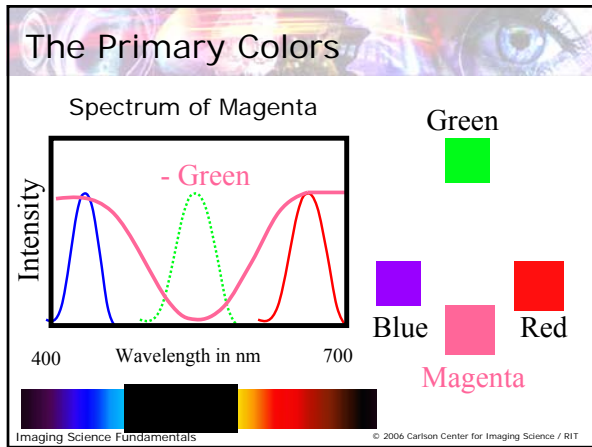 The Primary Colors
Spectrum of Magenta
Intensity
- Green
400
Wavelength in nm
700
Green
Blue
Red
Magenta
Imaging Science Fundamentals
© 2006 Carlson Center for Imaging Science / RIT